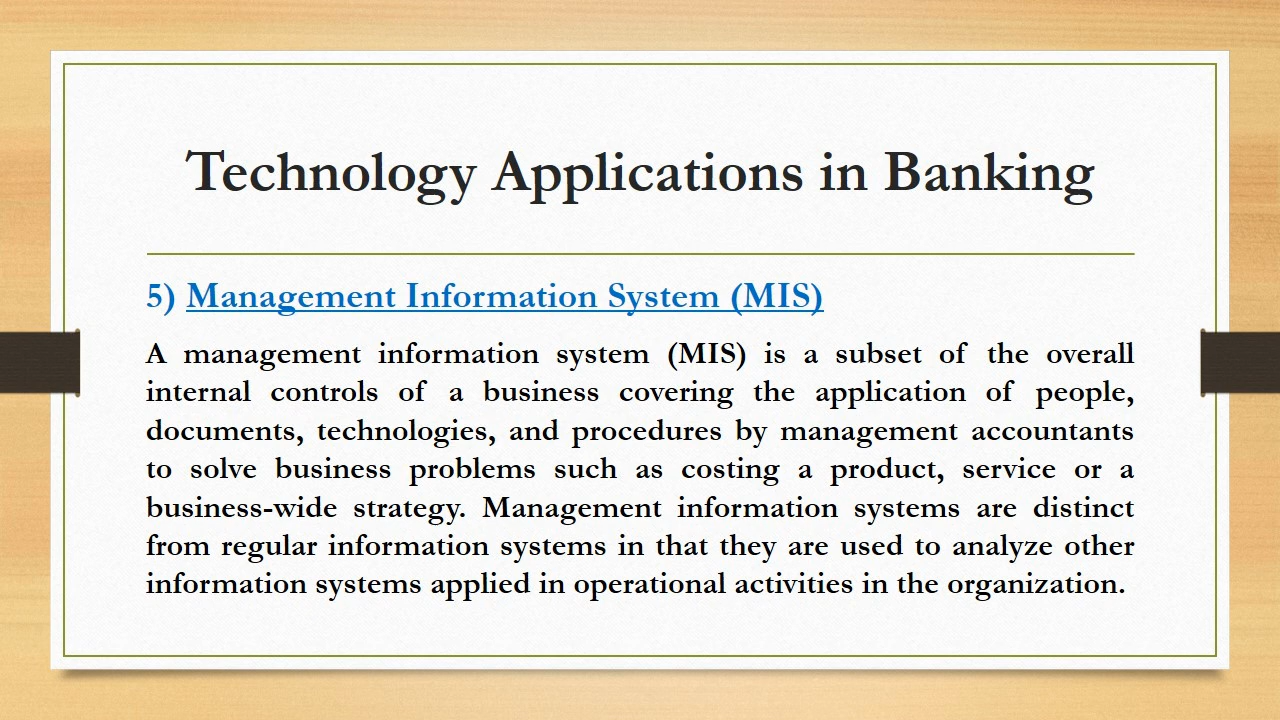 Technology Applications in Banking
5) Management Information System (MIS)
A management information system (MIS) is a subset of the overall
internal controls of a business covering the application of people,
documents, technologies, and procedures by management accountants
to solve business problems such as costing a product, service or a
business-wide strategy. Management information systems are distinct
from regular information systems in that they are used to analyze other
information systems applied in operational activities in the organization.